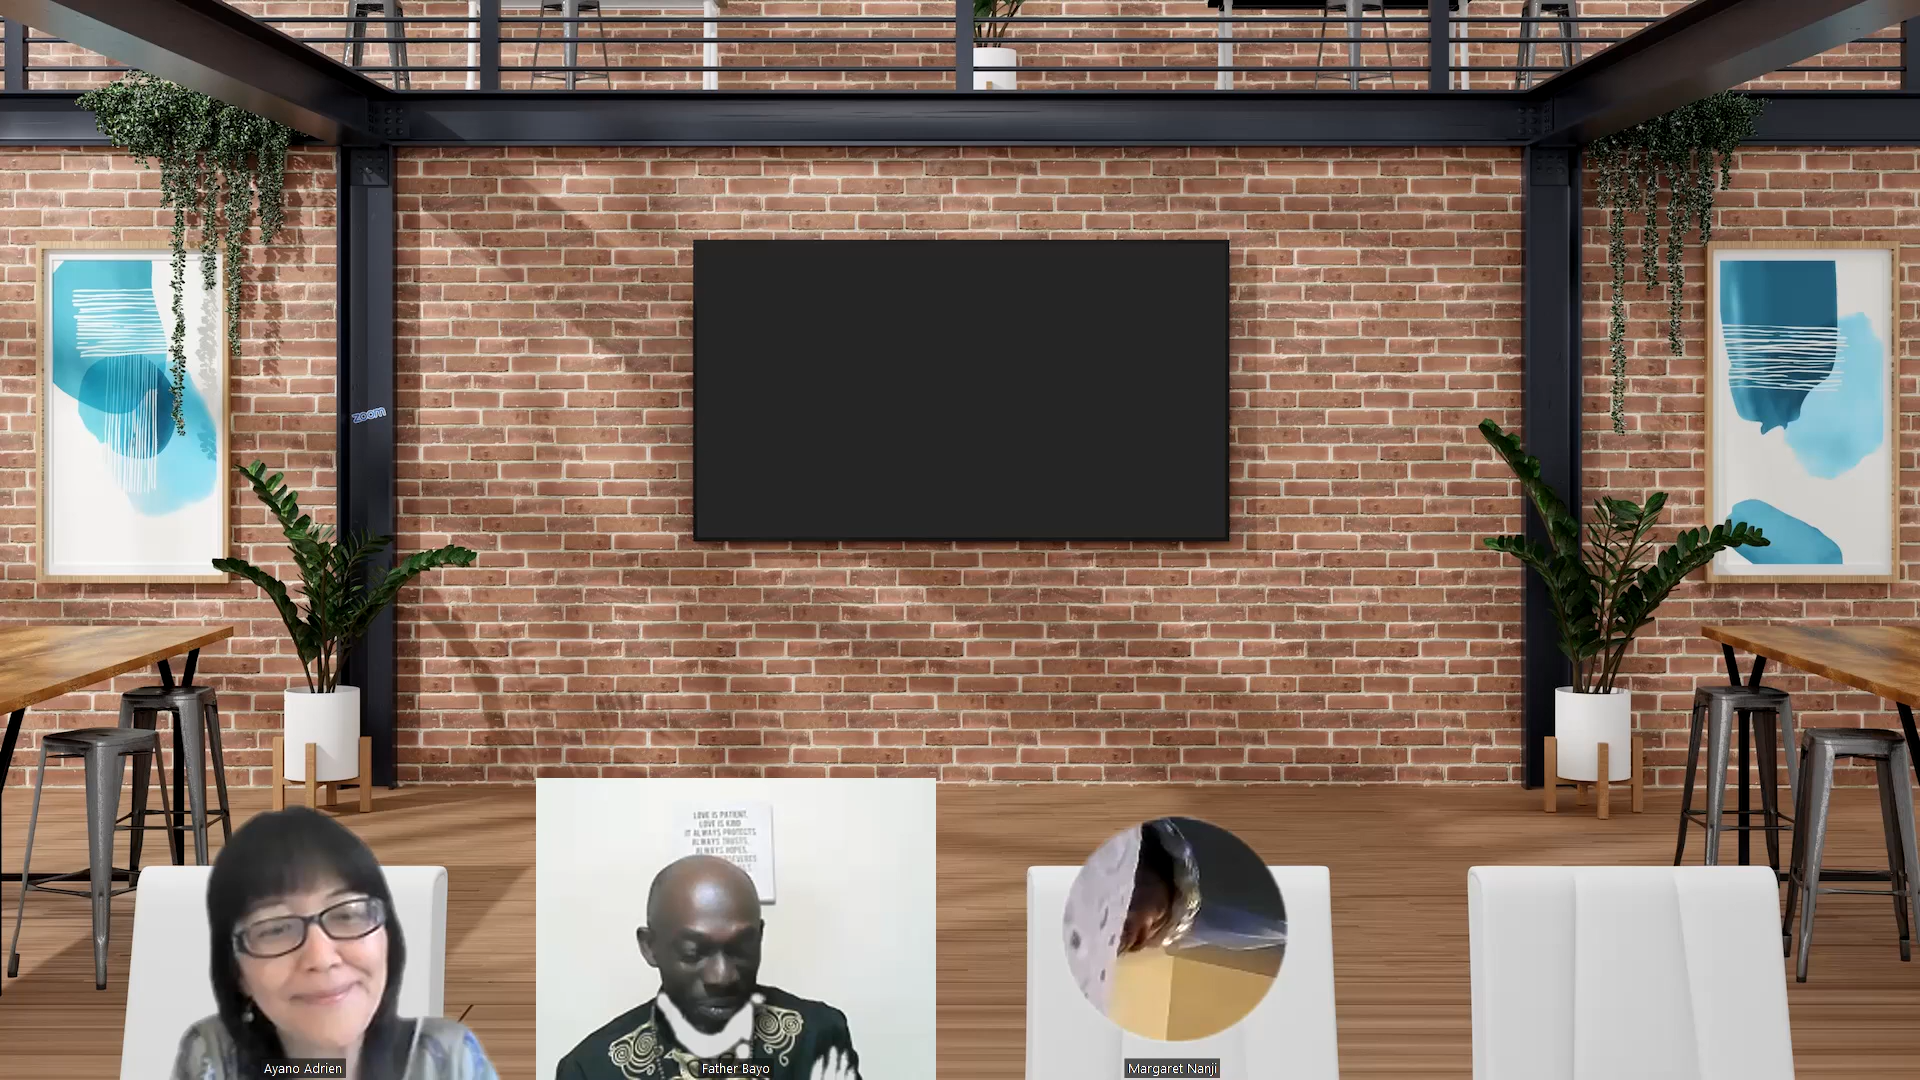 zoom
LOVE IS PATIENT,
LOVE IS KIND
IT ALWAYS PROTECTS
ALWAYS TRUSTS,
ALWAYS HOPES,
Ayano Adrien
Father Bayo
Margaret Nanji